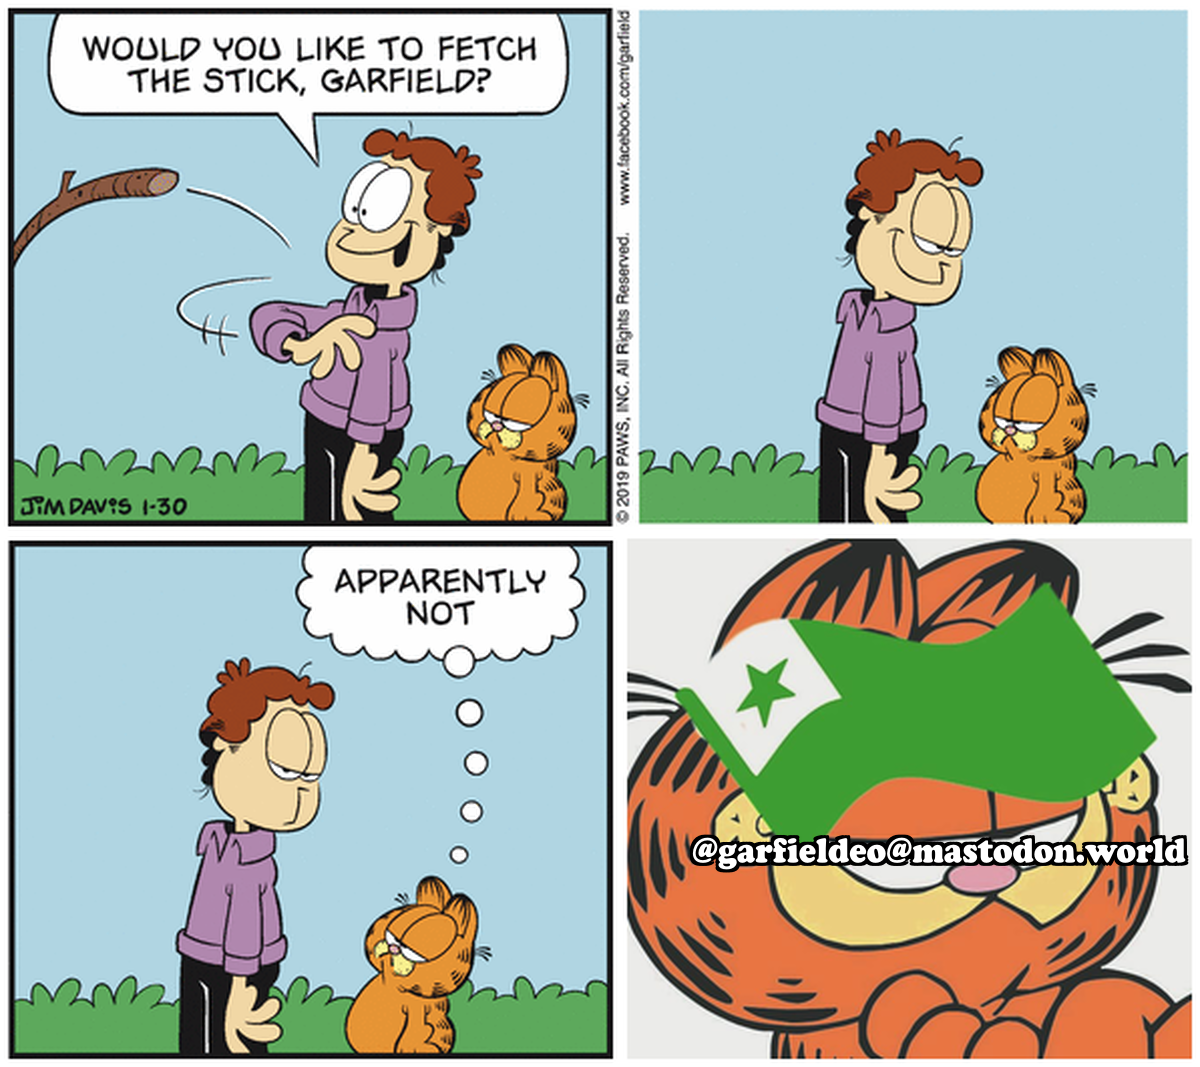 WOULD YOU LIKE TO FETCH
THE STICK, GARFIELD?
JIM DAVIS 1-30
© 2019 PAWS, INC. All Rights Reserved. www.facebook.com/garfield
APPARENTLY
NOT
@garfieldeo@mastodon.world